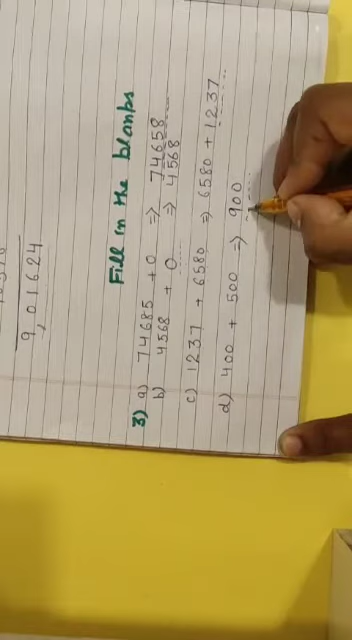 9,01624
Fill in the blanks
3) a) 74685 + 0 => 74658
b) 4568 + 0 => 4568
c) 1237 + 6580 => 6580 + 1237
d) 400 + 500 => 900